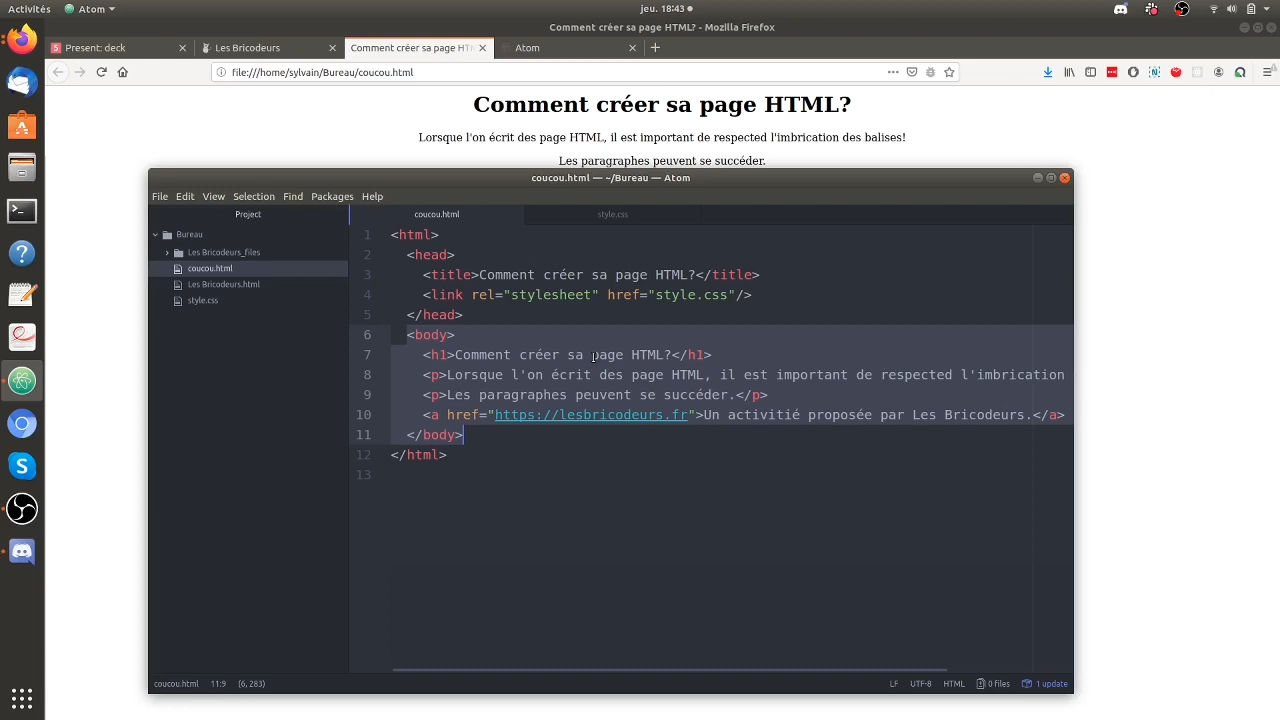 Activités
Atom
jeu. 18:43
Comment créer sa page HTML? - Mozilla Firefox
Present: deck
Les Bricodeurs
Comment créer sa page HT
Atom
file:///home/sylvain/Bureau/coucou.html
Comment créer sa page HTML?
Lorsque l'on écrit des page HTML, il est important de respected l'imbrication des balises!
Les paragraphes peuvent se succéder.
coucou.html — ~/Bureau — Atom
File Edit View Selection Find Packages Help
Project
coucou.html
style.css
Bureau
Les Bricodeurs_files
coucou.html
Les Bricodeurs.html
style.css
1 <html>
2 <head>
3 <title>Comment créer sa page HTML?</title>
4 <link rel="stylesheet" href="style.css"/>
5 </head>
6 <body>
7 <h1>Comment créer sa page HTML?</h1>
8 <p>Lorsque l'on écrit des page HTML, il est important de respected l'imbrication
9 <p>Les paragraphes peuvent se succéder.</p>
10 <a href="https://lesbricodeurs.fr">Un activitié proposée par Les Bricodeurs.</a>
11 </body>
12 </html>
13
coucou.html 11:9 (6, 283)
LF UTF-8 HTML 0 files 1 update